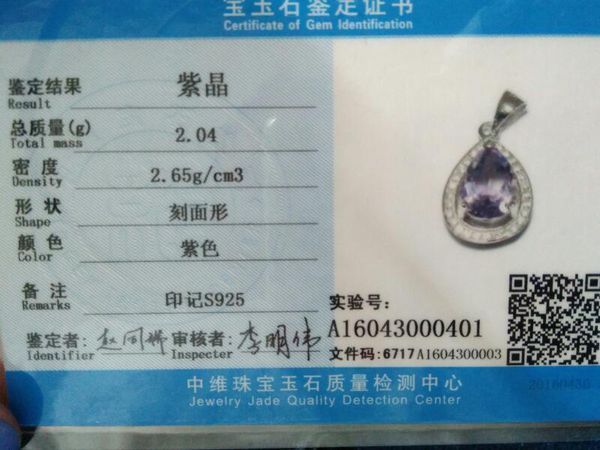 宝玉石鉴定证书
Certificate of Gem Identification
鉴定结果 紫晶
Result
总质量(g) 2.04
Total mass
密度 2.65g/cm3
Density
形状 刻面形
Shape
颜色 紫色
Color
备注 印记S925
Remarks
实验号:
A16043000401
鉴定者: 审核者: 李明伟
Identifier Inspector
文件码:6717A1604300003
20160430
中维珠宝玉石质量检测中心
Jewelry Jade Quality Detection Center